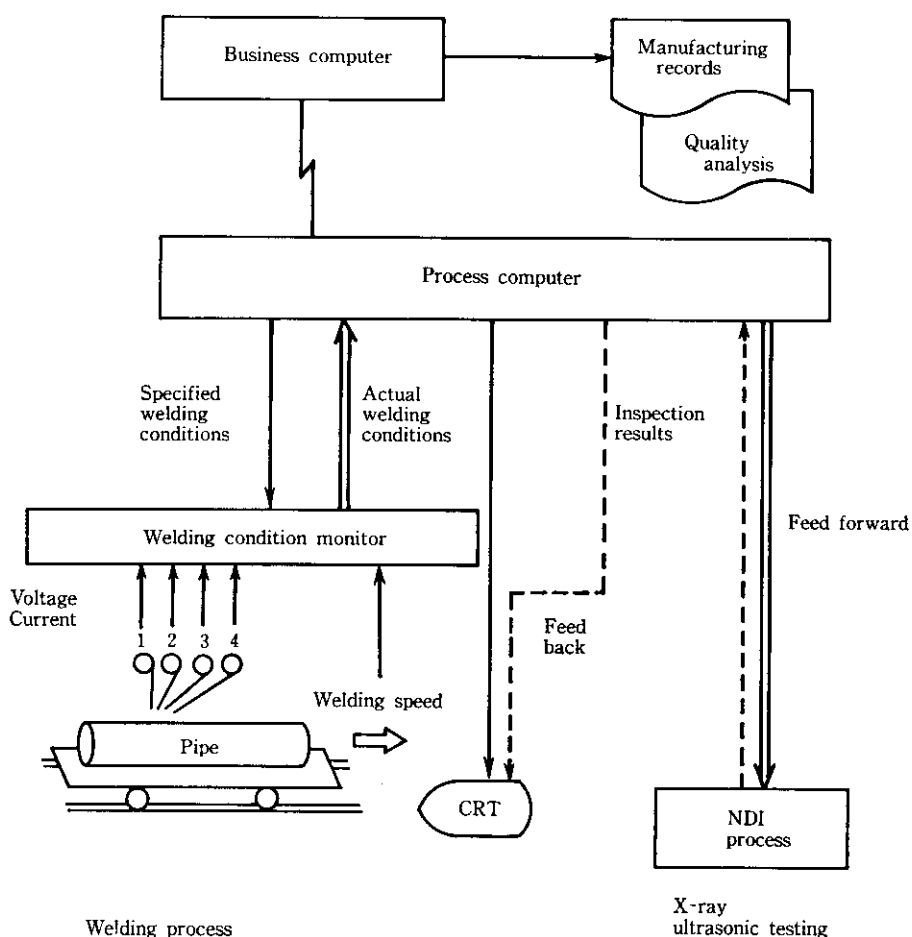 Business computer
Manufacturing
records
Quality
analysis
Process computer
Specified
welding
conditions
Actual
welding
conditions
Inspection
results
Feed forward
Welding condition monitor
Voltage
Current
1 2 3 4
Feed
back
Welding speed
Pipe
CRT
NDI
process
Welding process
X-ray
ultrasonic testing